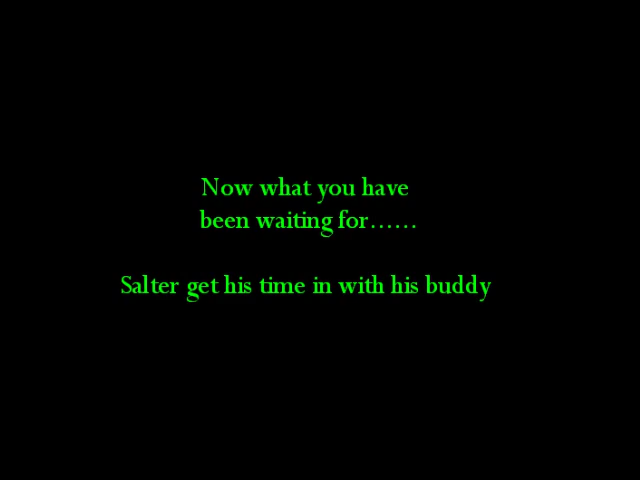 Now what you have
been waiting for......
Salter get his time in with his buddy